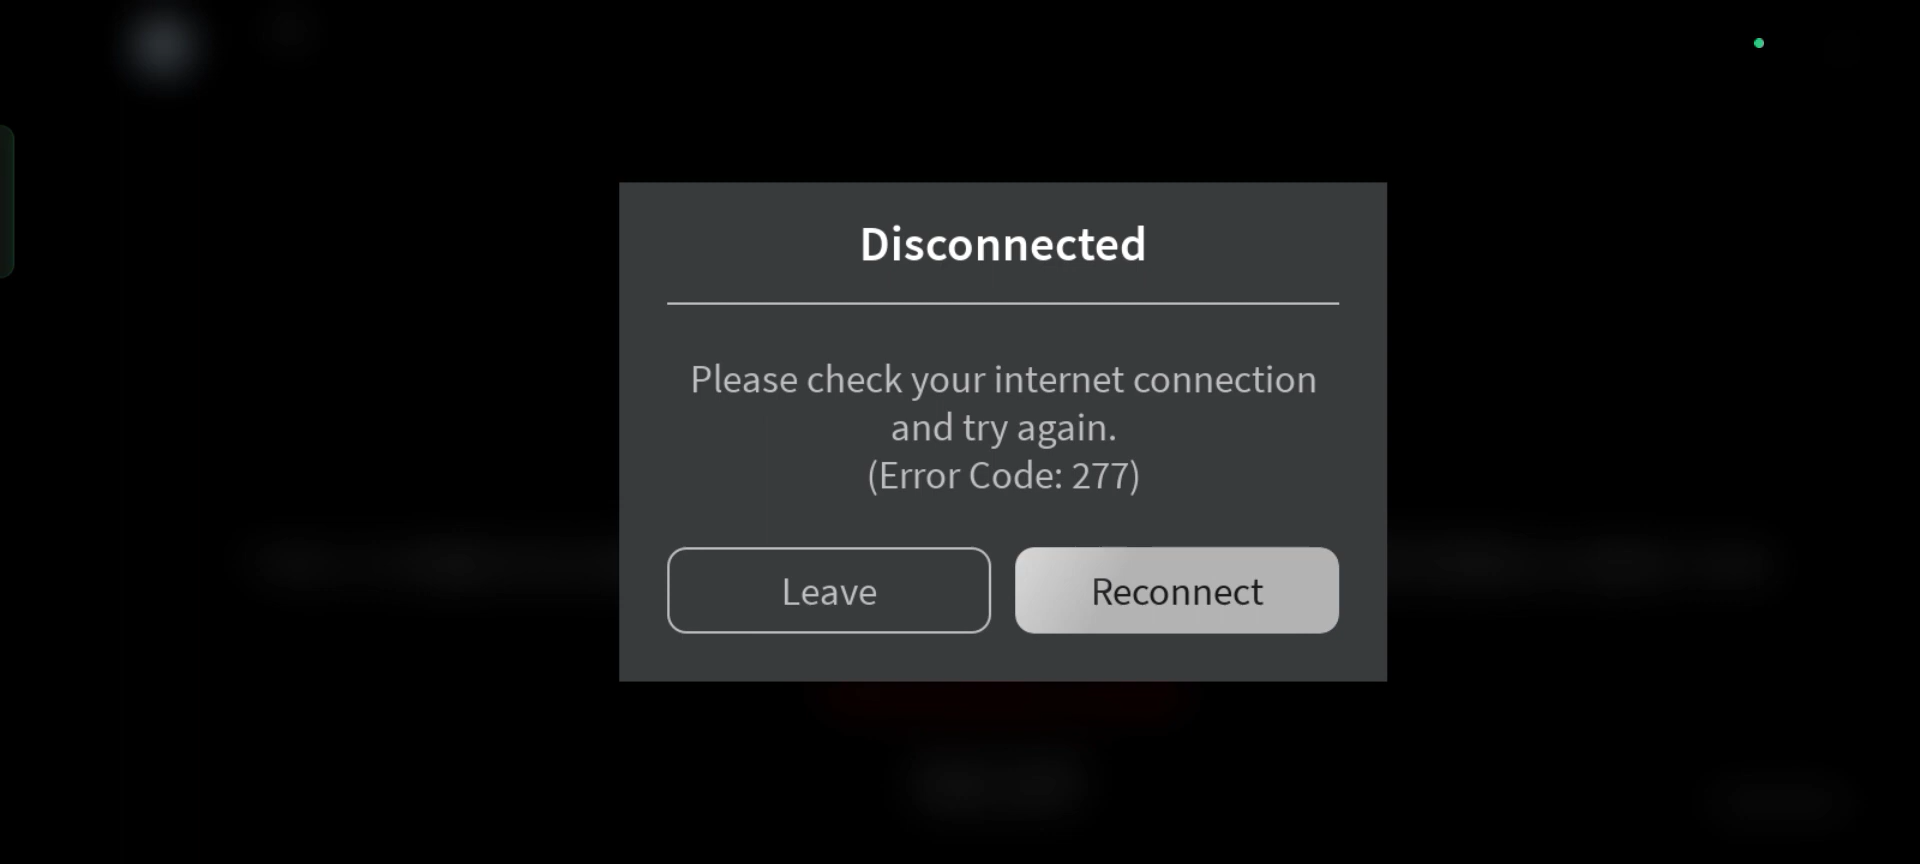 Disconnected
Please check your internet connection
and try again.
(Error Code: 277)
Leave
Reconnect